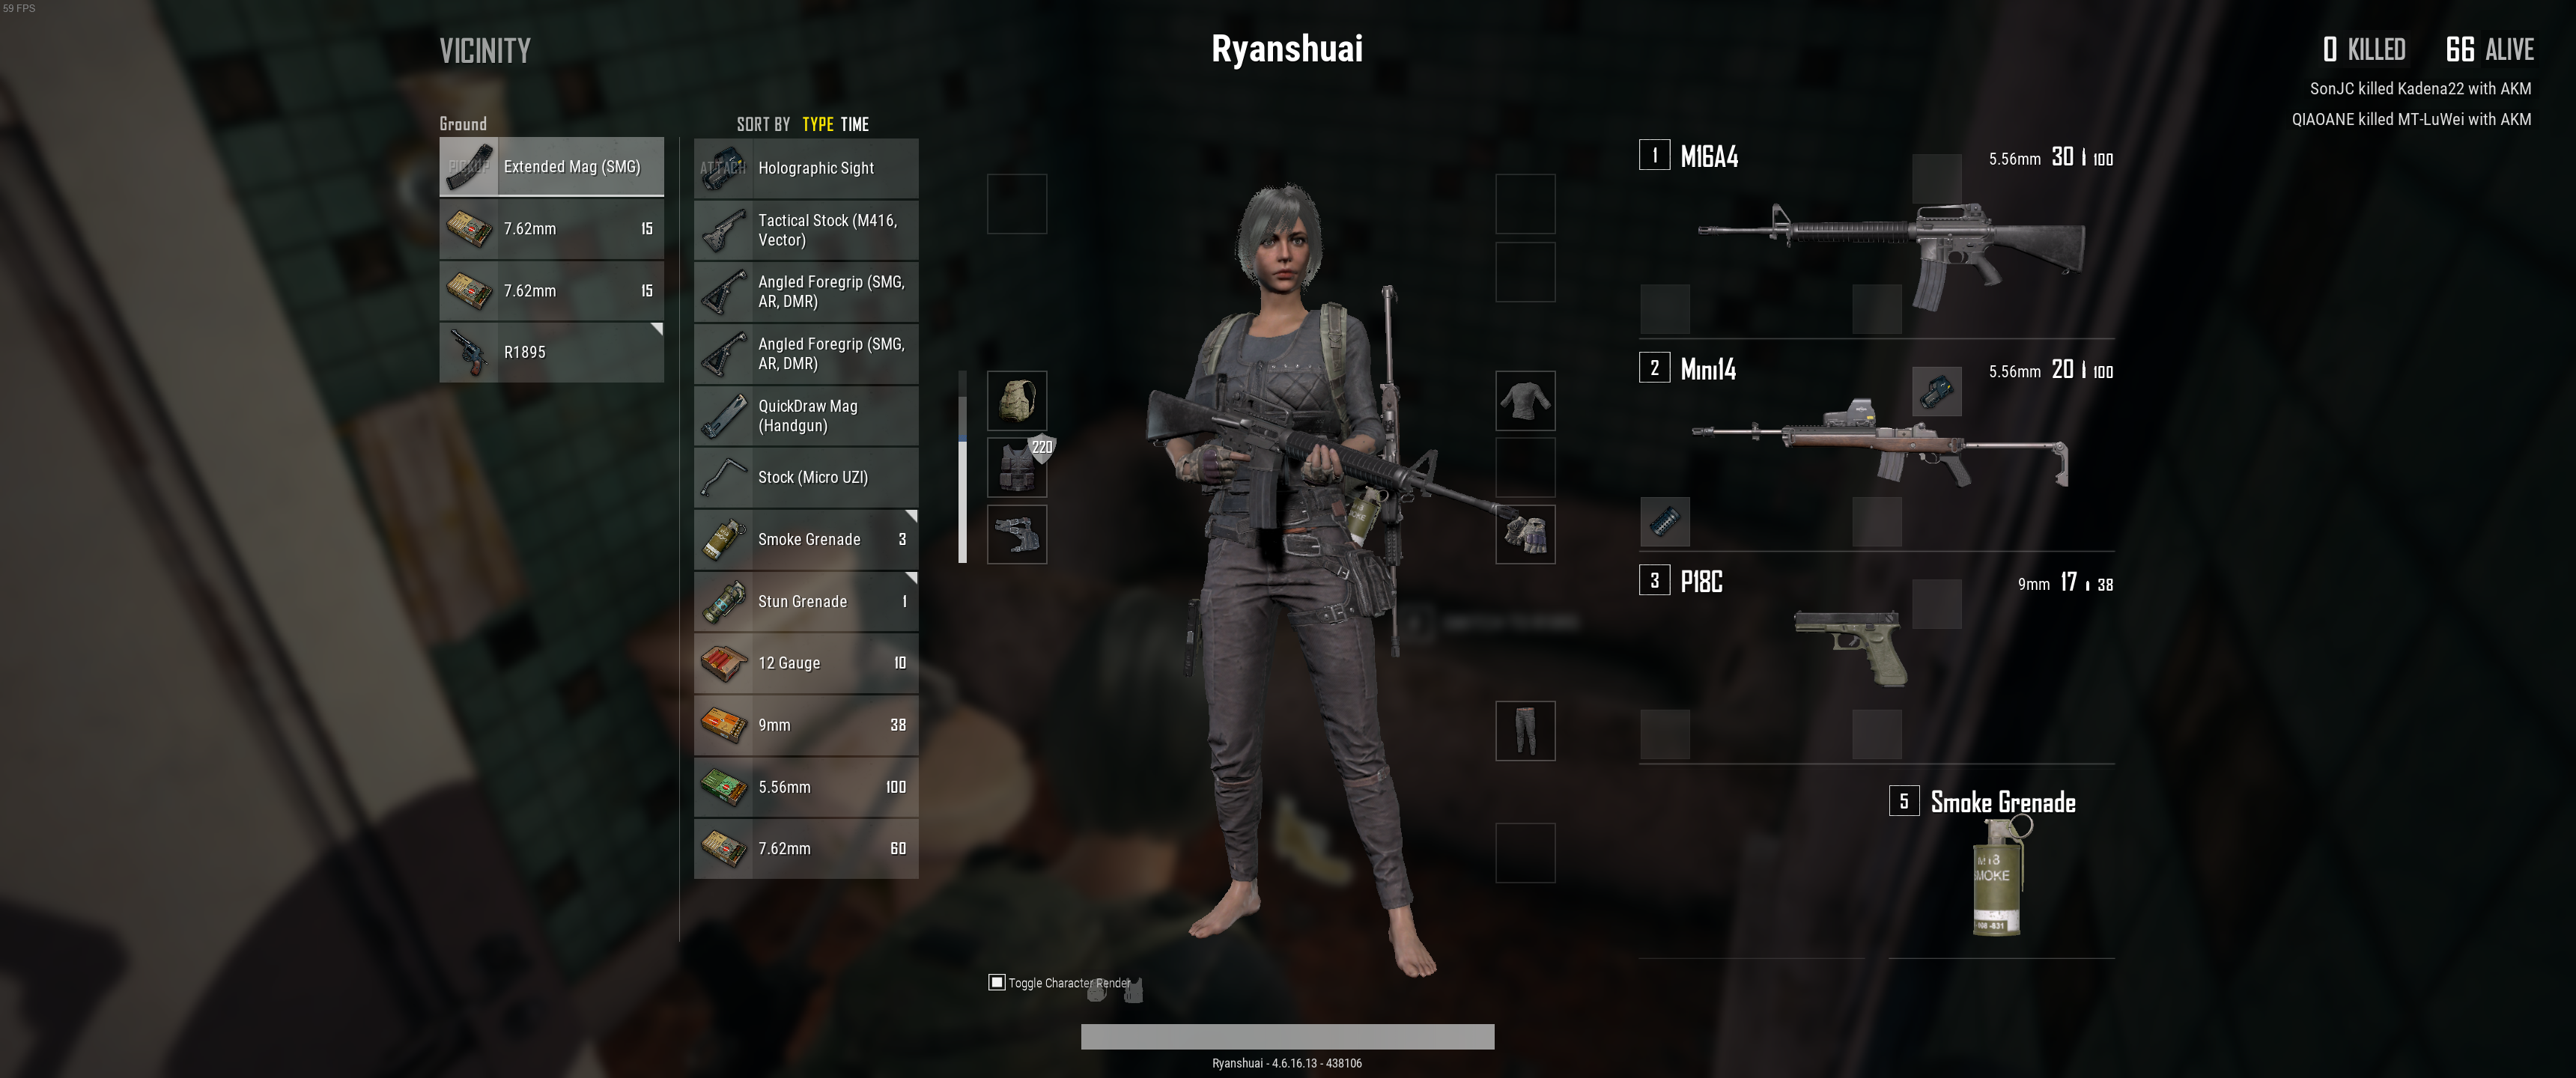 59 FPS
VICINITY
Ryanshuai
0 KILLED 66 ALIVE
SonJC killed Kadena22 with AKM
QIAOANE killed MT-LuWei with AKM
Ground
SORT BY TYPE TIME
PICKUP Extended Mag (SMG)
7.62mm 15
7.62mm 15
R1895
ATTACH Holographic Sight
Tactical Stock (M416,
Vector)
Angled Foregrip (SMG,
AR, DMR)
Angled Foregrip (SMG,
AR, DMR)
QuickDraw Mag
(Handgun)
Stock (Micro UZI)
Smoke Grenade 3
Stun Grenade 1
12 Gauge 10
9mm 38
5.56mm 100
7.62mm 60
220
1 M16A4 5.56mm 30 100
2 Mini14 5.56mm 20 100
3 P18C 9mm 17 38
5 Smoke Grenade
M18
SMOKE
Toggle Character Render
Ryanshuai - 4.6.16.13 - 438106